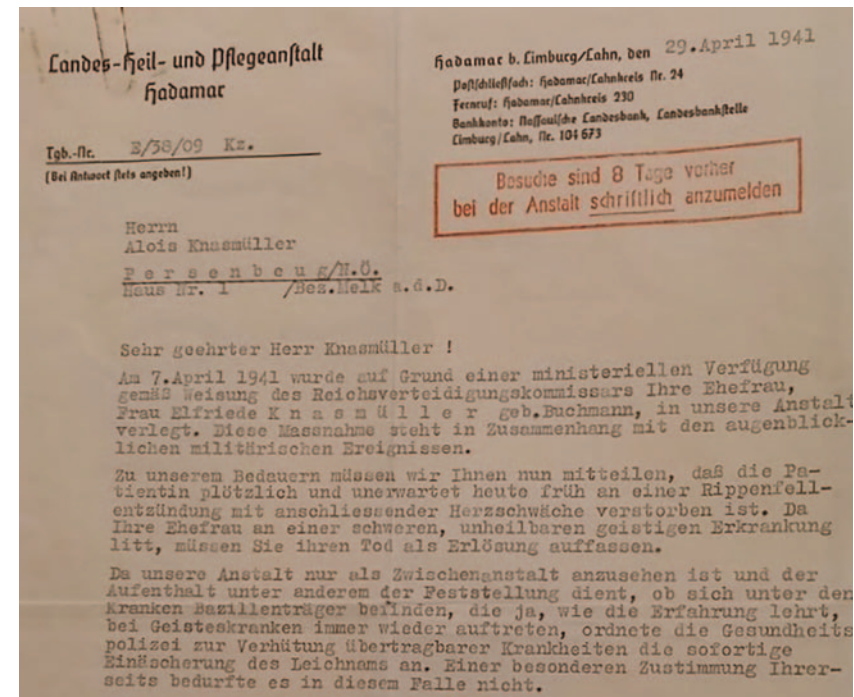 Landes-Heil- und Pflegeanstalt
Hadamar
Tgb.-Nr. E/38/09 Kz.
(Bei Antwort stets angeben!)
Hadamar b. Limburg/Lahn, den 29.April 1941
Postschließfach: Hadamar/Lahnkreis Nr. 24
Fernruf: Hadamar/Lahnkreis 230
Bankkonto: Nassauische Landesbank, Landesbankstelle
Limburg/Lahn, Nr. 104 673
Besuche sind 8 Tage vorher
bei der Anstalt schriftlich anzumelden
Herrn
Alois Knasmüller
P e r s e n b e u g/N.Ö.
Haus Nr. 1 /Bez.Melk a.d.D.
Sehr geehrter Herr Knasmüller !
Am 7.April 1941 wurde auf Grund einer ministeriellen Verfügung
gemäß Weisung des Reichsverteidigungskommissars Ihre Ehefrau,
Frau Elfriede K n a s m ü l l e r geb.Buchmann, in unsere Anstalt
verlegt. Diese Massnahme steht in Zusammenhang mit den augenblick-
lichen militärischen Ereignissen.
Zu unserem Bedauern müssen wir Ihnen nun mitteilen, daß die Pa-
tientin plötzlich und unerwartet heute früh an einer Rippenfell-
entzündung mit anschliessender Herzschwäche verstorben ist. Da
Ihre Ehefrau an einer schweren, unheilbaren geistigen Erkrankung
litt, müssen Sie ihren Tod als Erlösung auffassen.
Da unsere Anstalt nur als Zwischenanstalt anzusehen ist und der
Aufenthalt unter anderem der Feststellung dient, ob sich unter den
Kranken Bazillenträger befinden, die ja, wie die Erfahrung lehrt,
bei Geisteskranken immer wieder auftreten, ordnete die Gesundheits
polizei zur Verhütung übertragbarer Krankheiten die sofortige
Einäscherung des Leichnams an. Einer besonderen Zustimmung Ihrer-
seits bedurfte es in diesem Falle nicht.